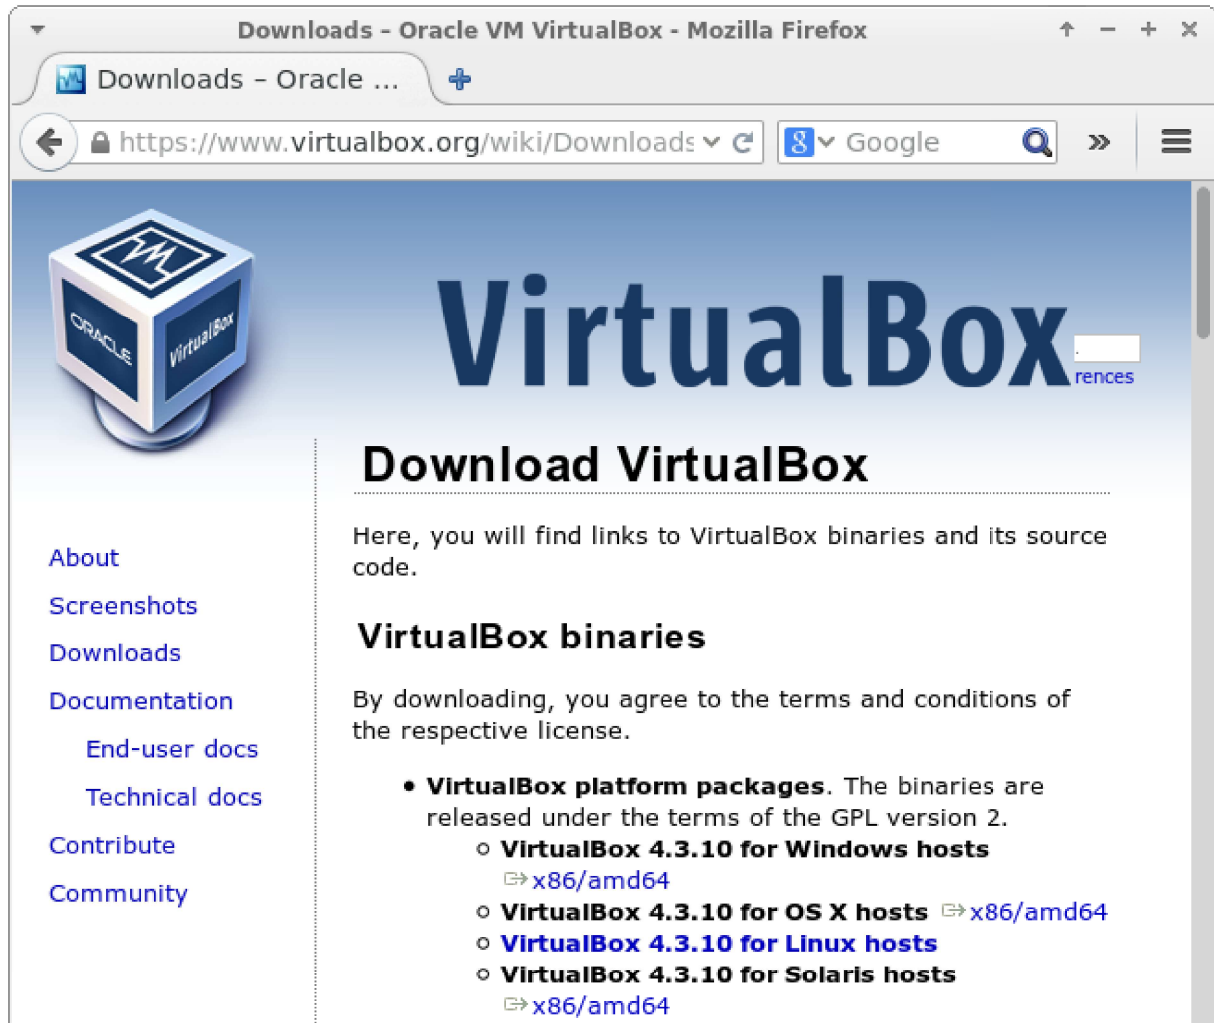 Downloads – Oracle VM VirtualBox - Mozilla Firefox
Downloads – Oracle ...
https://www.virtualbox.org/wiki/Downloads
8
Google
ORACLE
VirtualBox
VirtualBox
.
rences
Download VirtualBox
Here, you will find links to VirtualBox binaries and its source
code.
VirtualBox binaries
By downloading, you agree to the terms and conditions of
the respective license.
• VirtualBox platform packages. The binaries are
released under the terms of the GPL version 2.
VirtualBox 4.3.10 for Windows hosts
x86/amd64
VirtualBox 4.3.10 for OS X hosts x86/amd64
VirtualBox 4.3.10 for Linux hosts
VirtualBox 4.3.10 for Solaris hosts
x86/amd64
About
Screenshots
Downloads
Documentation
End-user docs
Technical docs
Contribute
Community